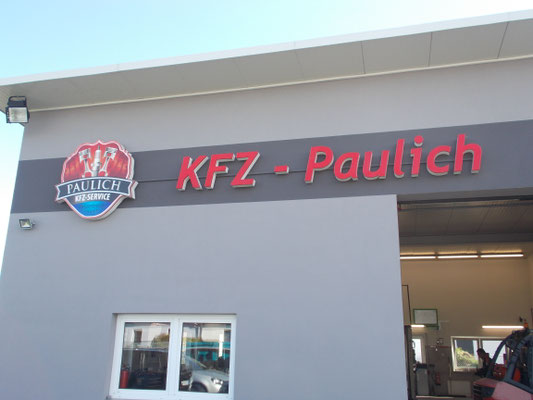 PAULICH
KFZ-SERVICE
KFZ - Paulich